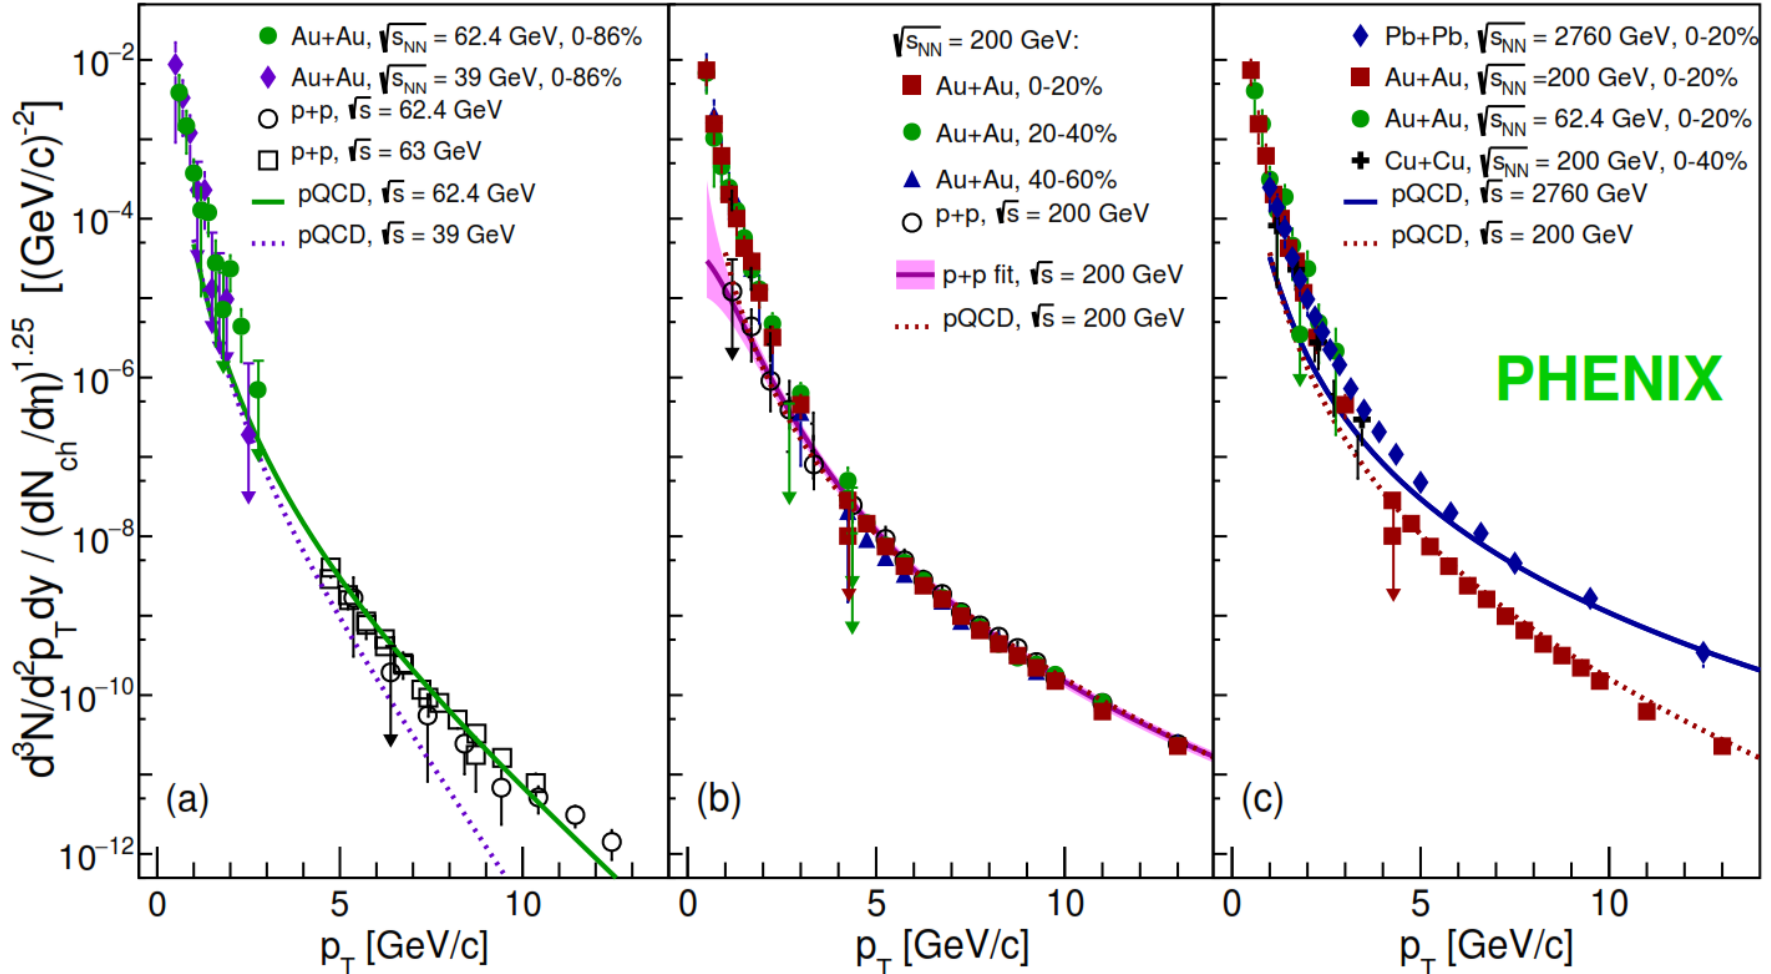 d³N/d²p_T dy / (dN_ch/dη)^1.25 [(GeV/c)^-2]
10⁻²
10⁻⁴
10⁻⁶
10⁻⁸
10⁻¹⁰
10⁻¹²
Au+Au, √s_NN = 62.4 GeV, 0-86%
Au+Au, √s_NN = 39 GeV, 0-86%
p+p, √s = 62.4 GeV
p+p, √s = 63 GeV
pQCD, √s = 62.4 GeV
pQCD, √s = 39 GeV
(a)
0 5 10
p_T [GeV/c]
√s_NN = 200 GeV:
Au+Au, 0-20%
Au+Au, 20-40%
Au+Au, 40-60%
p+p, √s = 200 GeV
p+p fit, √s = 200 GeV
pQCD, √s = 200 GeV
(b)
0 5 10
p_T [GeV/c]
Pb+Pb, √s_NN = 2760 GeV, 0-20%
Au+Au, √s_NN =200 GeV, 0-20%
Au+Au, √s_NN = 62.4 GeV, 0-20%
Cu+Cu, √s_NN = 200 GeV, 0-40%
pQCD, √s = 2760 GeV
pQCD, √s = 200 GeV
PHENIX
(c)
0 5 10
p_T [GeV/c]